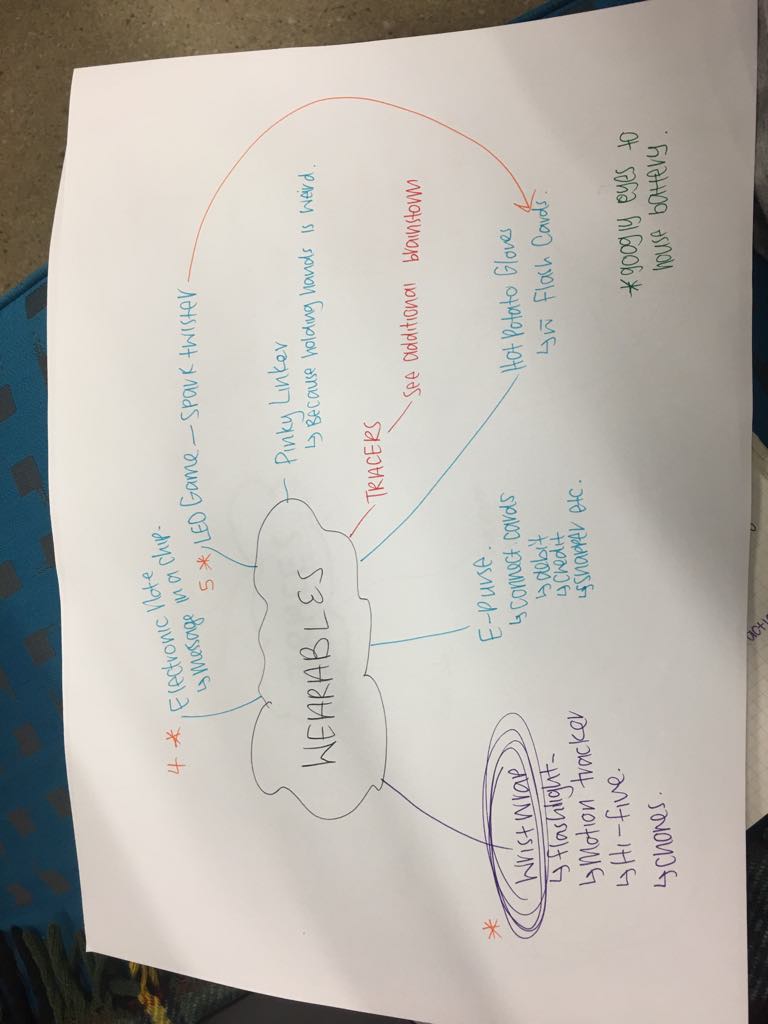 4 * Electronic Note
↳ Message in a chip.
5 * LED Game — Spark twister
Pinky Linker
↳ Because holding hands is weird.
WEARABLES
TRACERS — see additional brainstorm
Hot Potato Gloves
↳ w Flash Cards.
E-Purse.
↳ connect cards
↳ debit
↳ credit
↳ snapper etc.
* Wrist Wrap
↳ flashlight
↳ Motion tracker
↳ Hi-five.
↳ chores.
*googly eyes to
house battery.